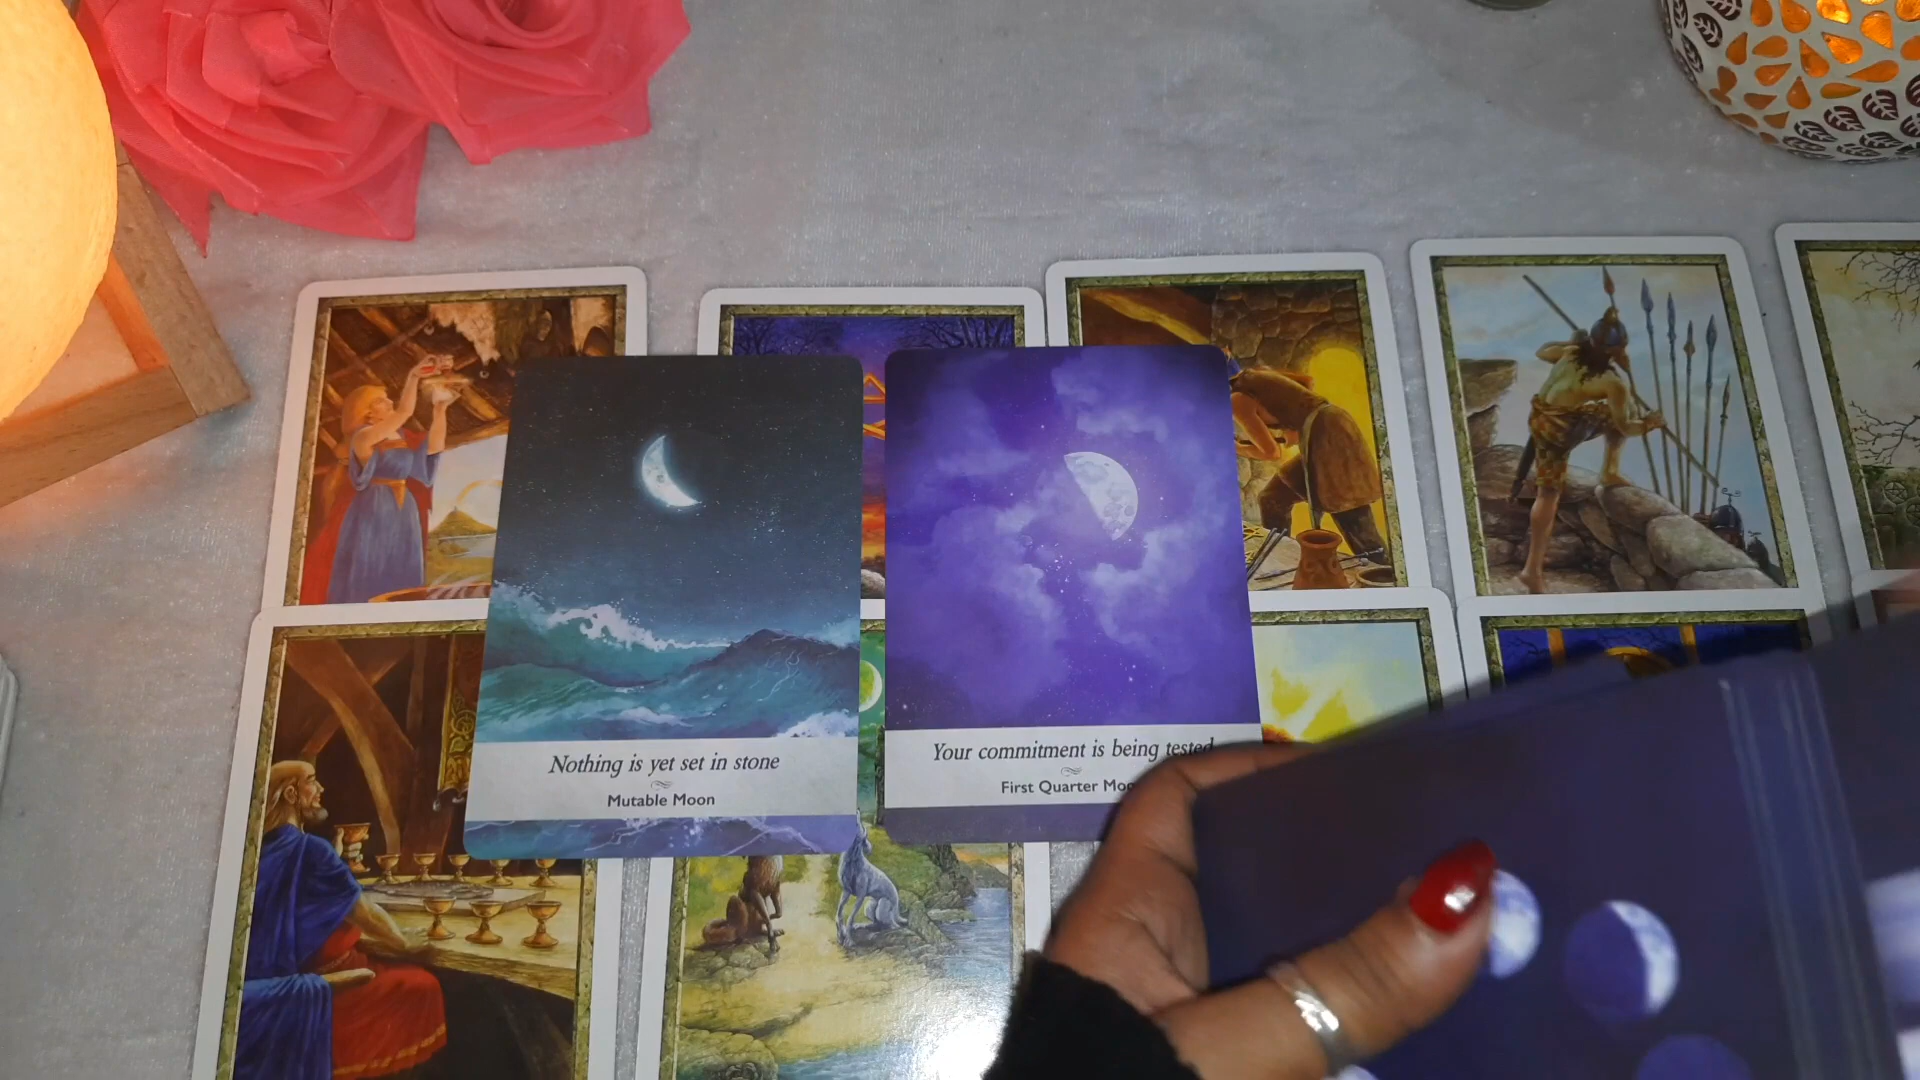 Nothing is yet set in stone
Mutable Moon
Your commitment is being tested
First Quarter